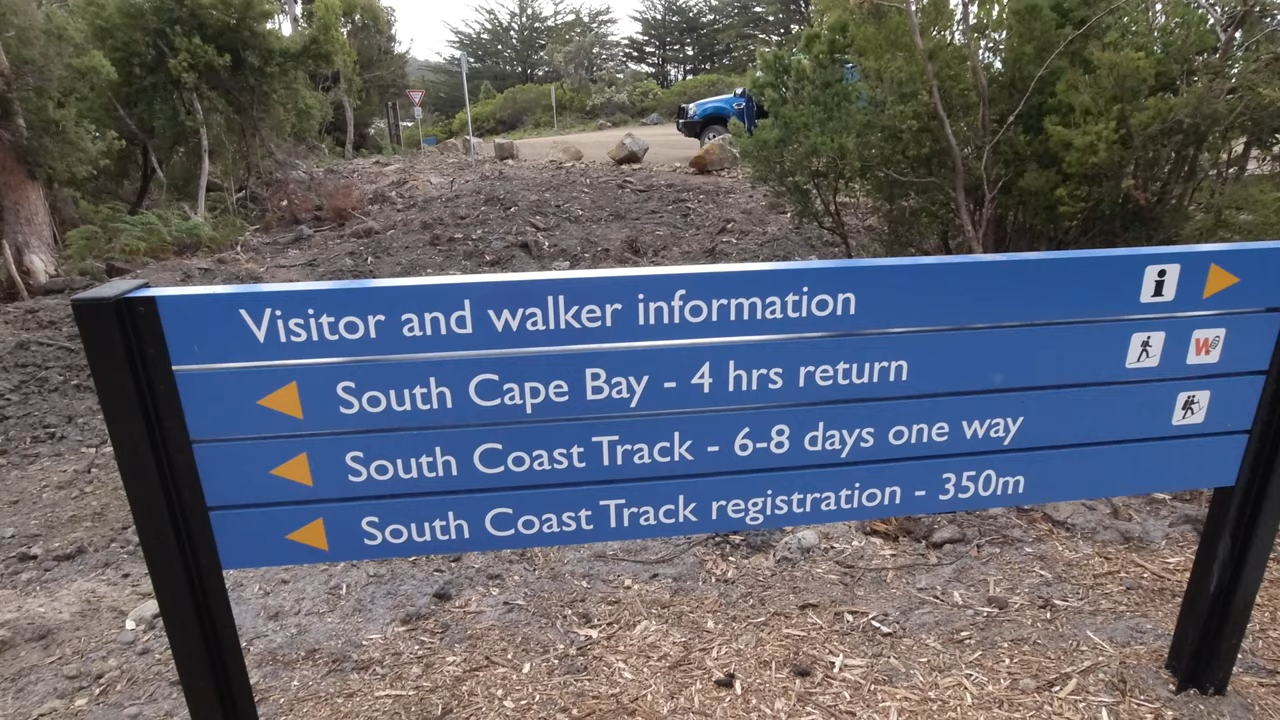 Visitor and walker information
South Cape Bay - 4 hrs return
South Coast Track - 6-8 days one way
South Coast Track registration - 350m